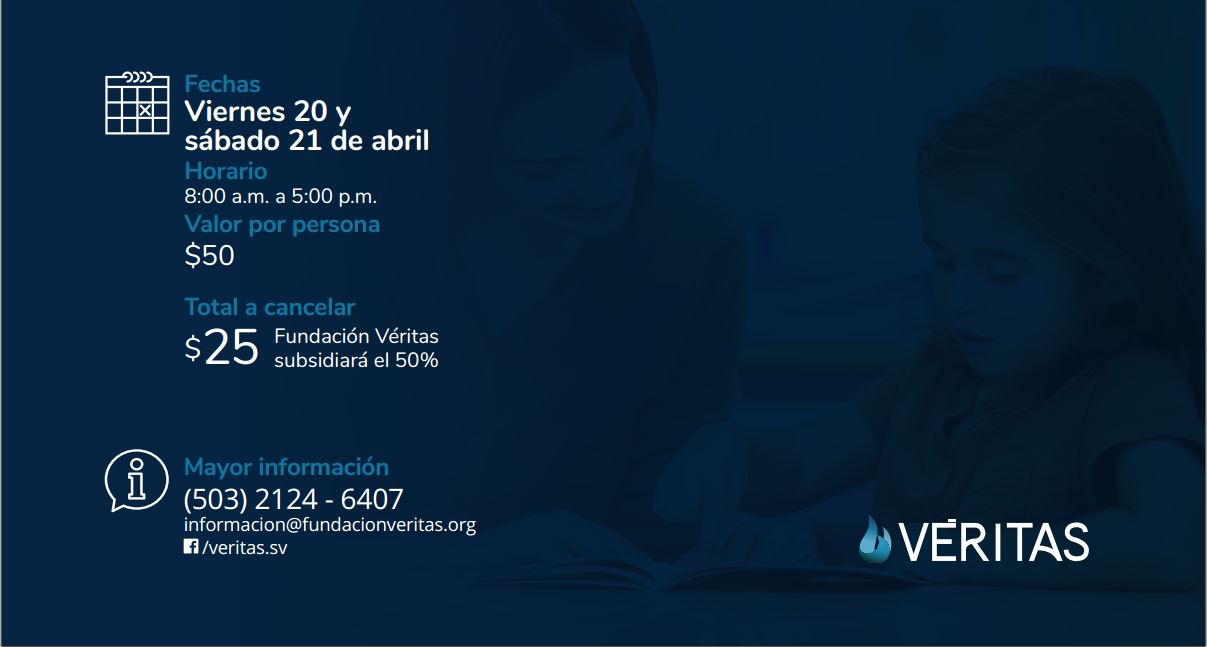 Fechas
Viernes 20 y
sábado 21 de abril
Horario
8:00 a.m. a 5:00 p.m.
Valor por persona
$50
Total a cancelar
$25 Fundación Véritas
subsidiará el 50%
Mayor información
(503) 2124 - 6407
informacion@fundacionveritas.org
/veritas.sv
VÉRITAS